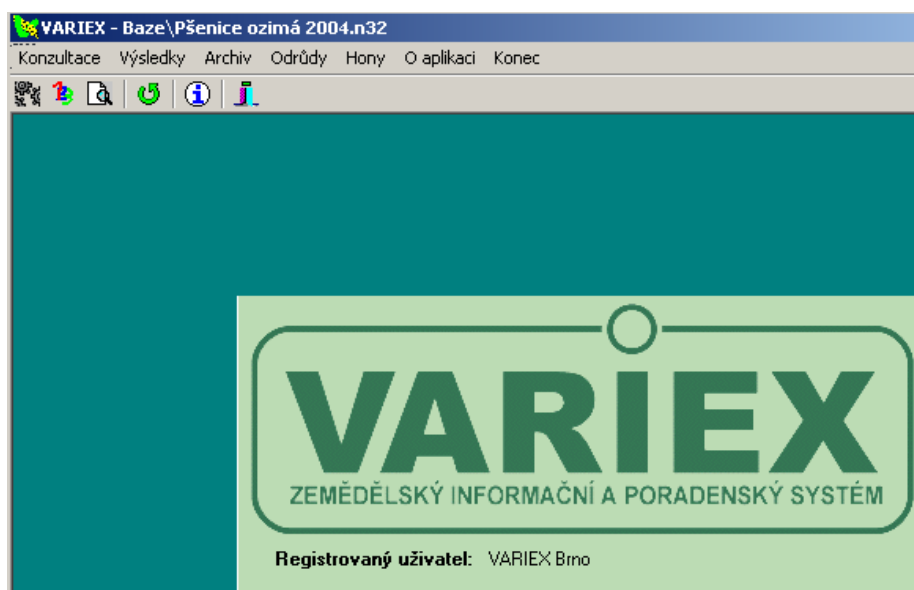 VARIEX - Baze\Pšenice ozimá 2004.n32
Konzultace Výsledky Archiv Odrůdy Hony O aplikaci Konec
VARIEX
ZEMĚDĚLSKÝ INFORMAČNÍ A PORADENSKÝ SYSTÉM
Registrovaný uživatel: VARIEX Brno